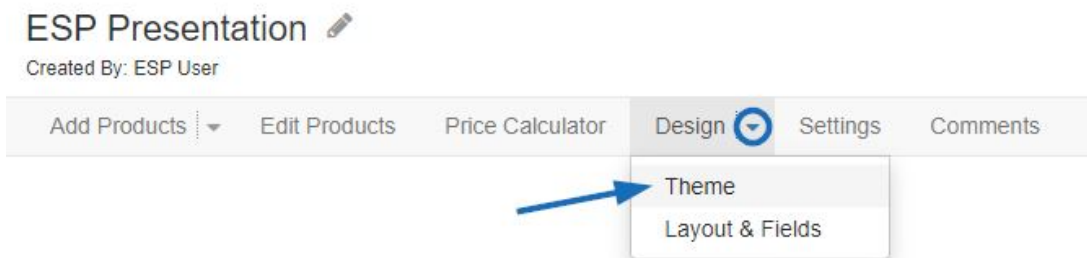 ESP Presentation
Created By: ESP User
Add Products Edit Products Price Calculator Design Settings Comments
Theme
Layout & Fields